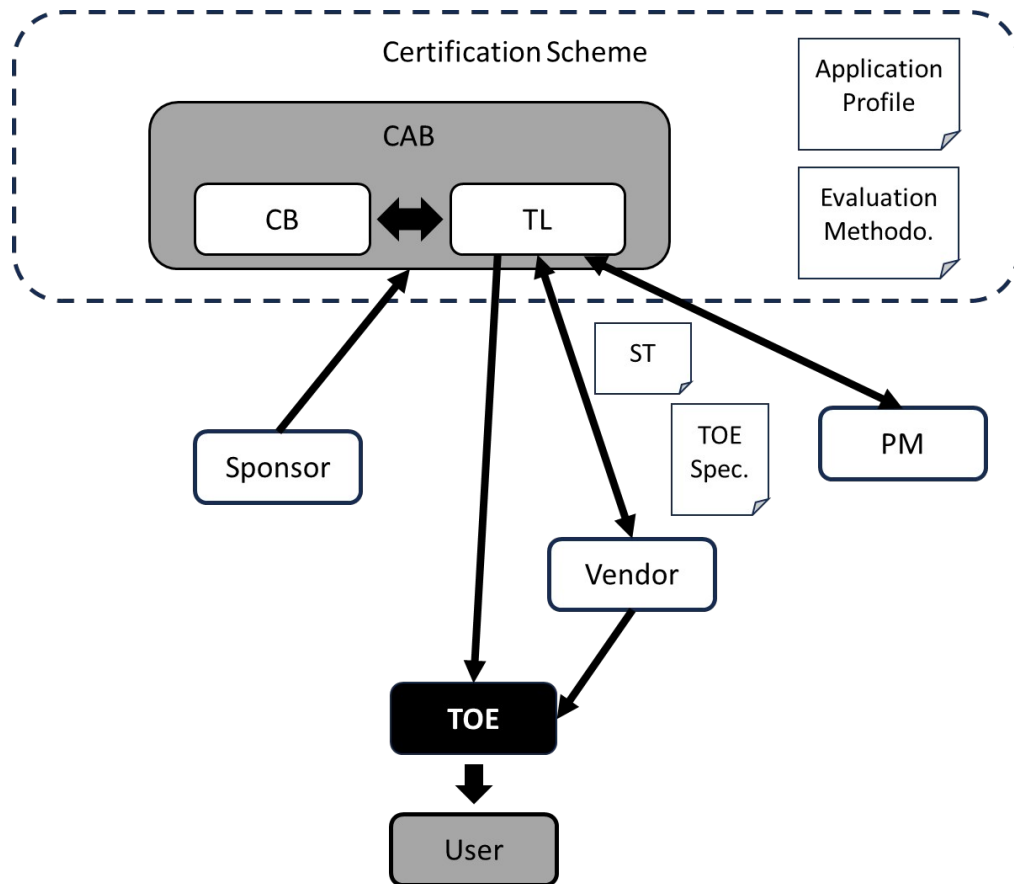 Certification Scheme
Application
Profile
CAB
CB
TL
Evaluation
Methodo.
ST
TOE
Spec.
PM
Sponsor
Vendor
TOE
User